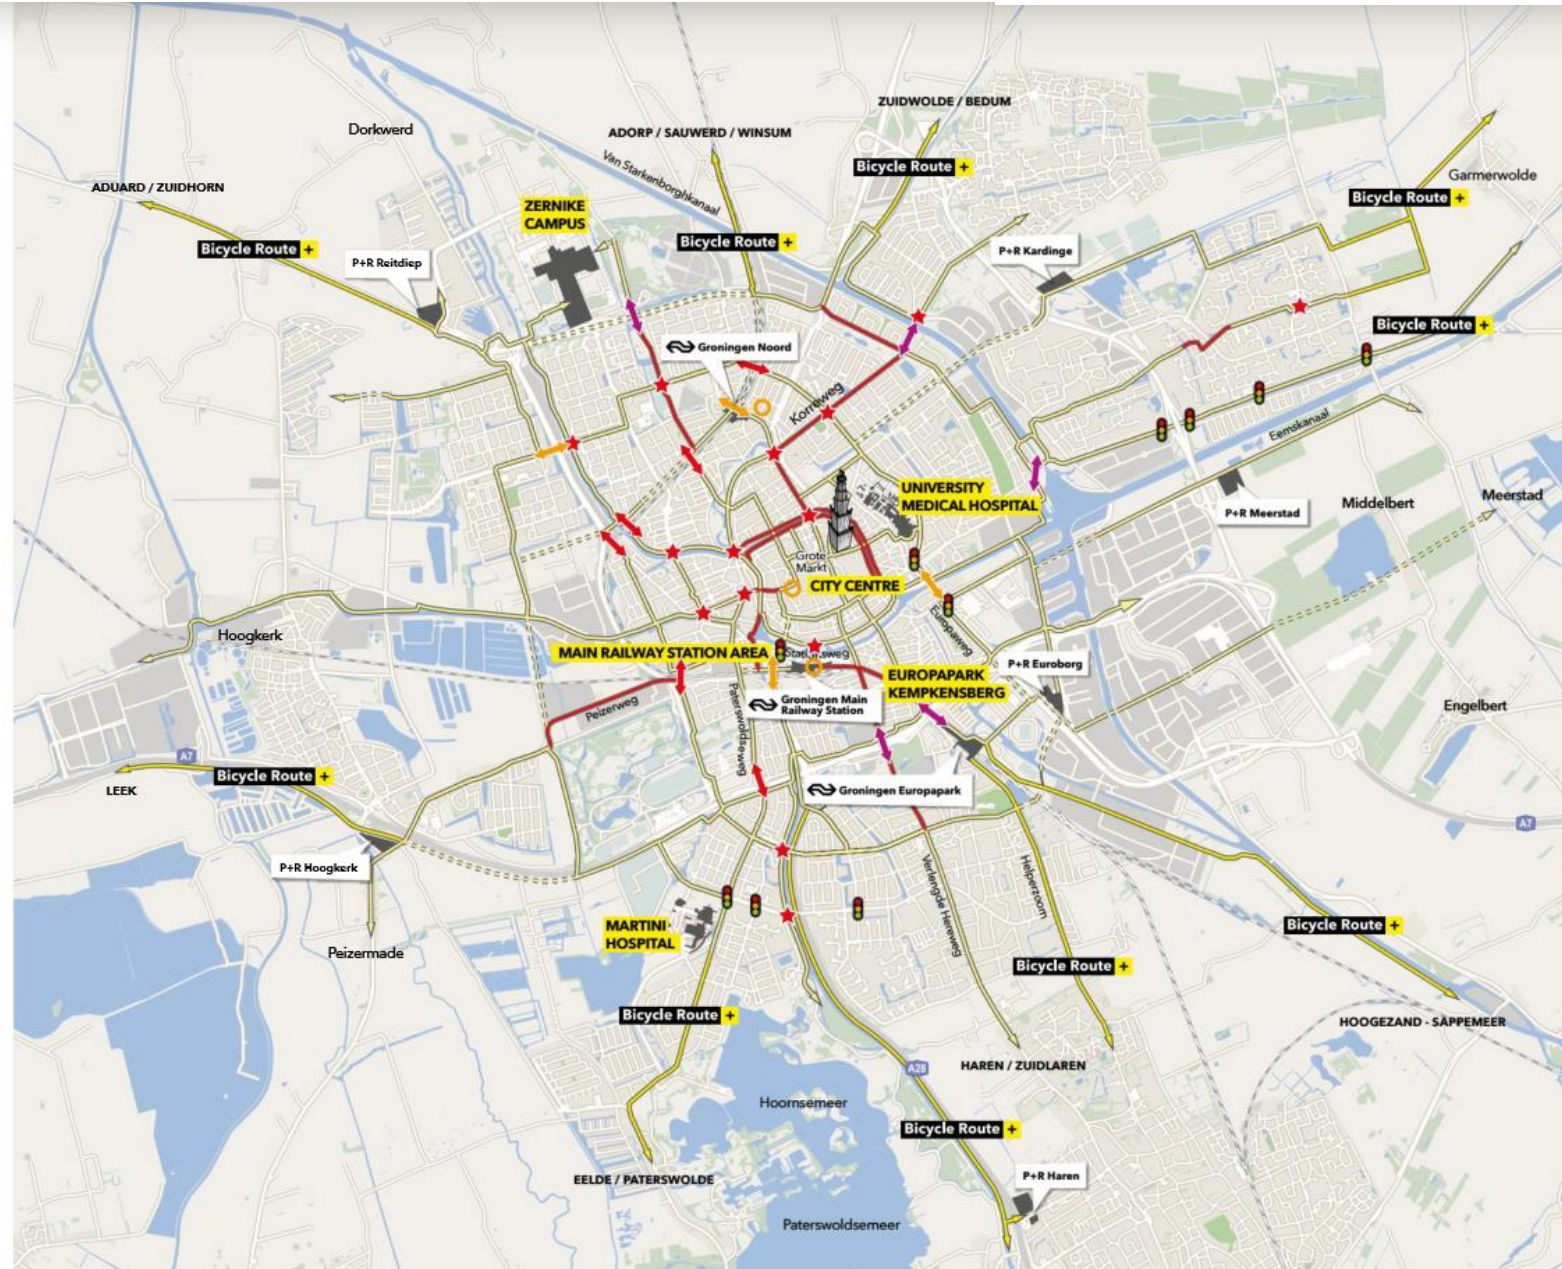 ZUIDWOLDE / BEDUM
Dorkwerd
ADORP / SAUWERD / WINSUM
Van Starkenborghkanaal
Bicycle Route +
Garmerwolde
ADUARD / ZUIDHORN
ZERNIKE
CAMPUS
Bicycle Route +
Bicycle Route +
Bicycle Route +
P+R Reitdiep
P+R Kardinge
Bicycle Route +
Groningen Noord
Korreweg
Eemskanaal
UNIVERSITY
MEDICAL HOSPITAL
P+R Meerstad
Middelbert
Meerstad
Grote
Markt
CITY CENTRE
Europaweg
Hoogkerk
MAIN RAILWAY STATION AREA
P+R Euroborg
EUROPAPARK
KEMPKENSBERG
Groningen Main
Railway Station
Peizerweg
Paterswoldseweg
Engelbert
A7
Bicycle Route +
LEEK
Groningen Europapark
A7
P+R Hoogkerk
Verlengde Hereweg
Helperzoom
MARTINI
HOSPITAL
Bicycle Route +
Peizermade
Bicycle Route +
Bicycle Route +
HOOGEZAND - SAPPEMEER
A28
HAREN / ZUIDLAREN
Hoornsemeer
Bicycle Route +
EELDE / PATERSWOLDE
P+R Haren
Paterswoldsemeer